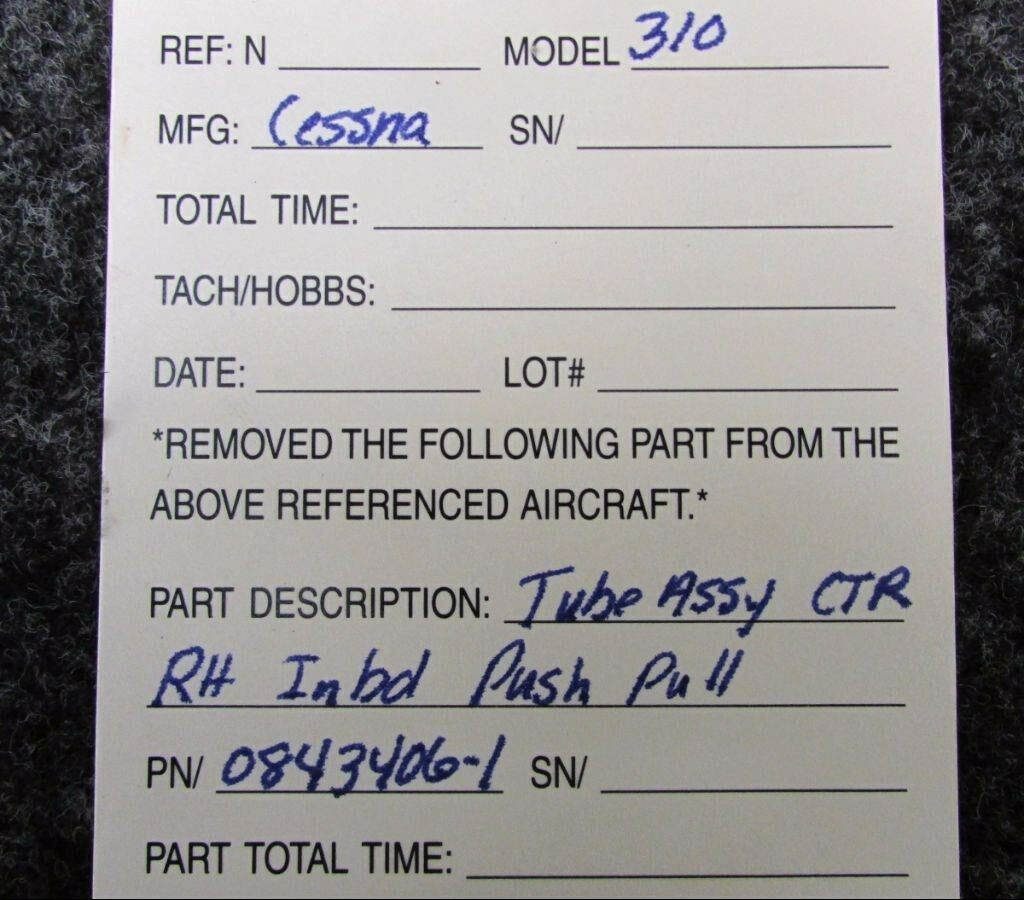 REF: N MODEL 310
MFG: Cessna SN/
TOTAL TIME:
TACH/HOBBS:
DATE: LOT#
*REMOVED THE FOLLOWING PART FROM THE
ABOVE REFERENCED AIRCRAFT.*
PART DESCRIPTION: Tube Assy CTR
RH Inbd Push Pull
PN/ 0843406-1 SN/
PART TOTAL TIME: